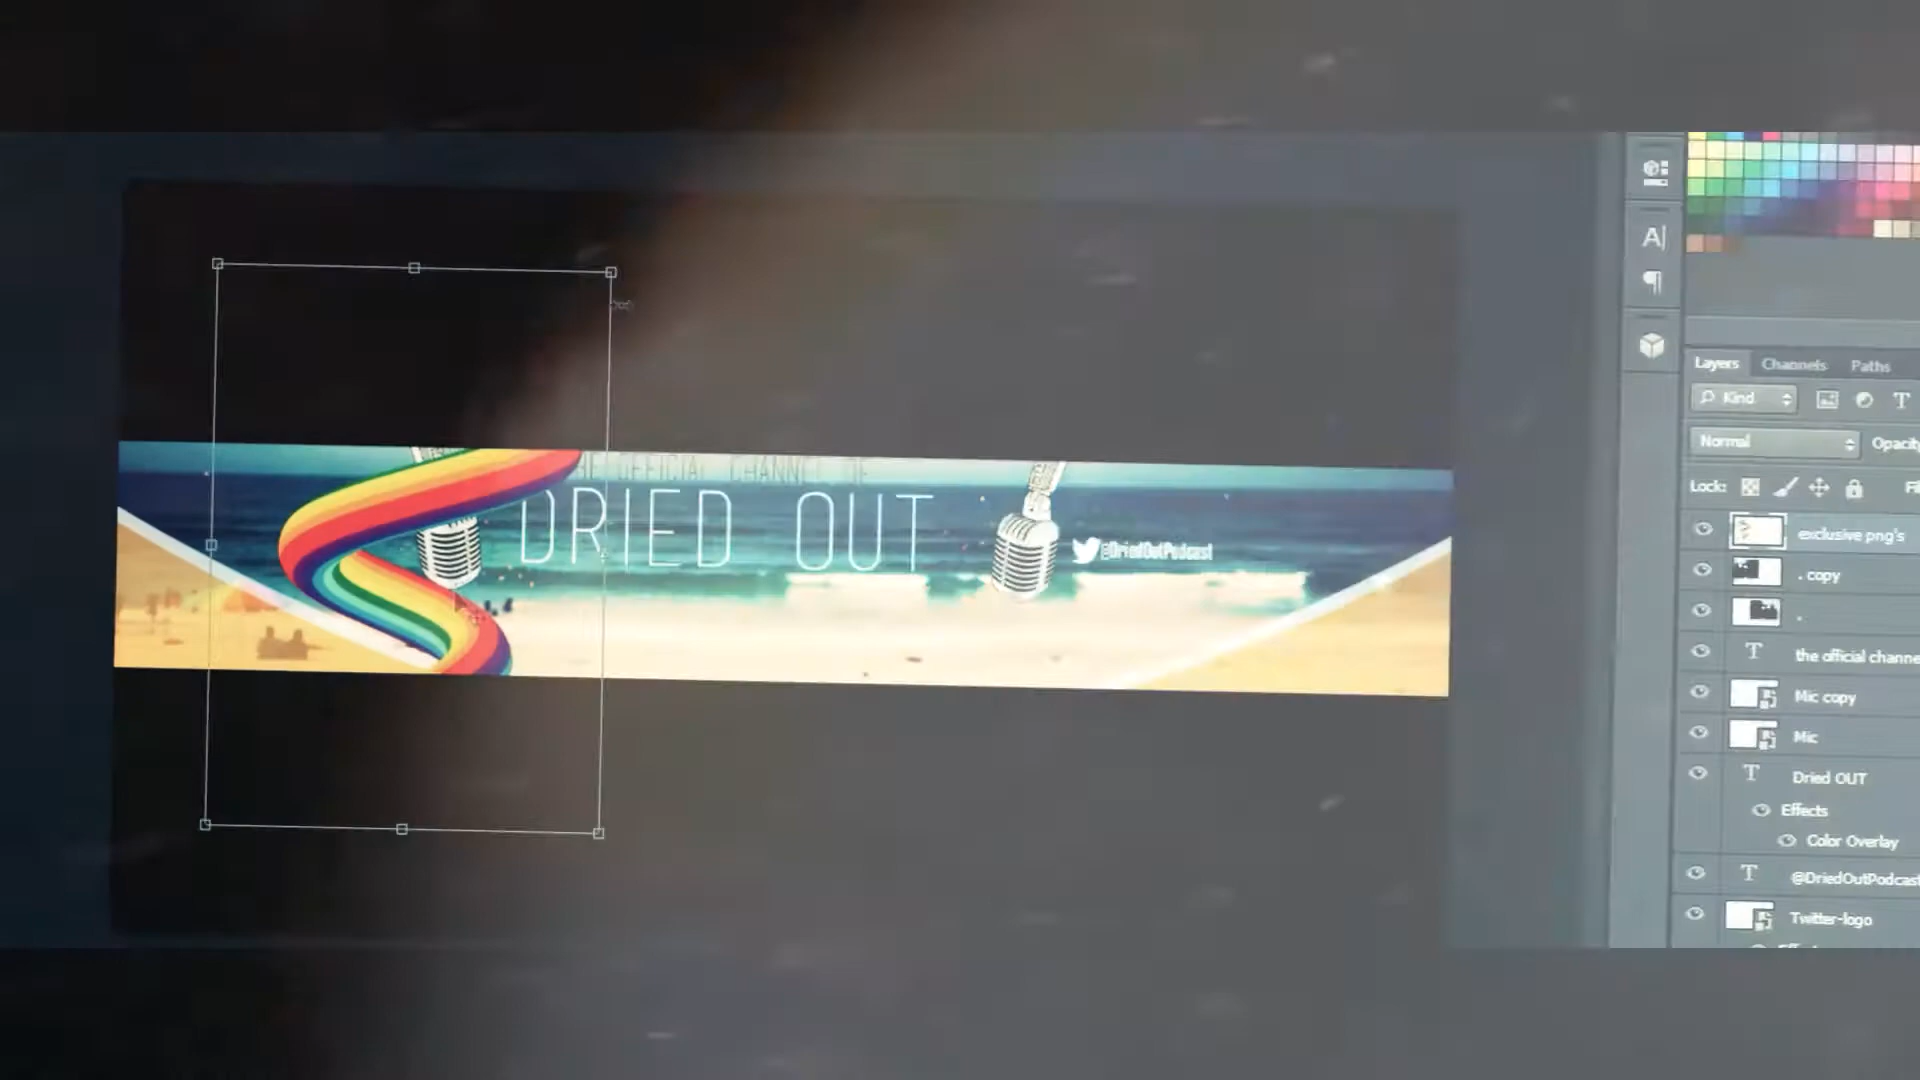 THE OFFICIAL CHANNEL OF
DRIED OUT
@DriedOutPodcast
A|
Layers Channels Paths
Kind T
Normal
Lock:
exclusive png's
. copy
.
T the official channe
Mic copy
Mic
T Dried OUT
Effects
Color Overlay
T @DriedOutPodcast
Twitter-logo